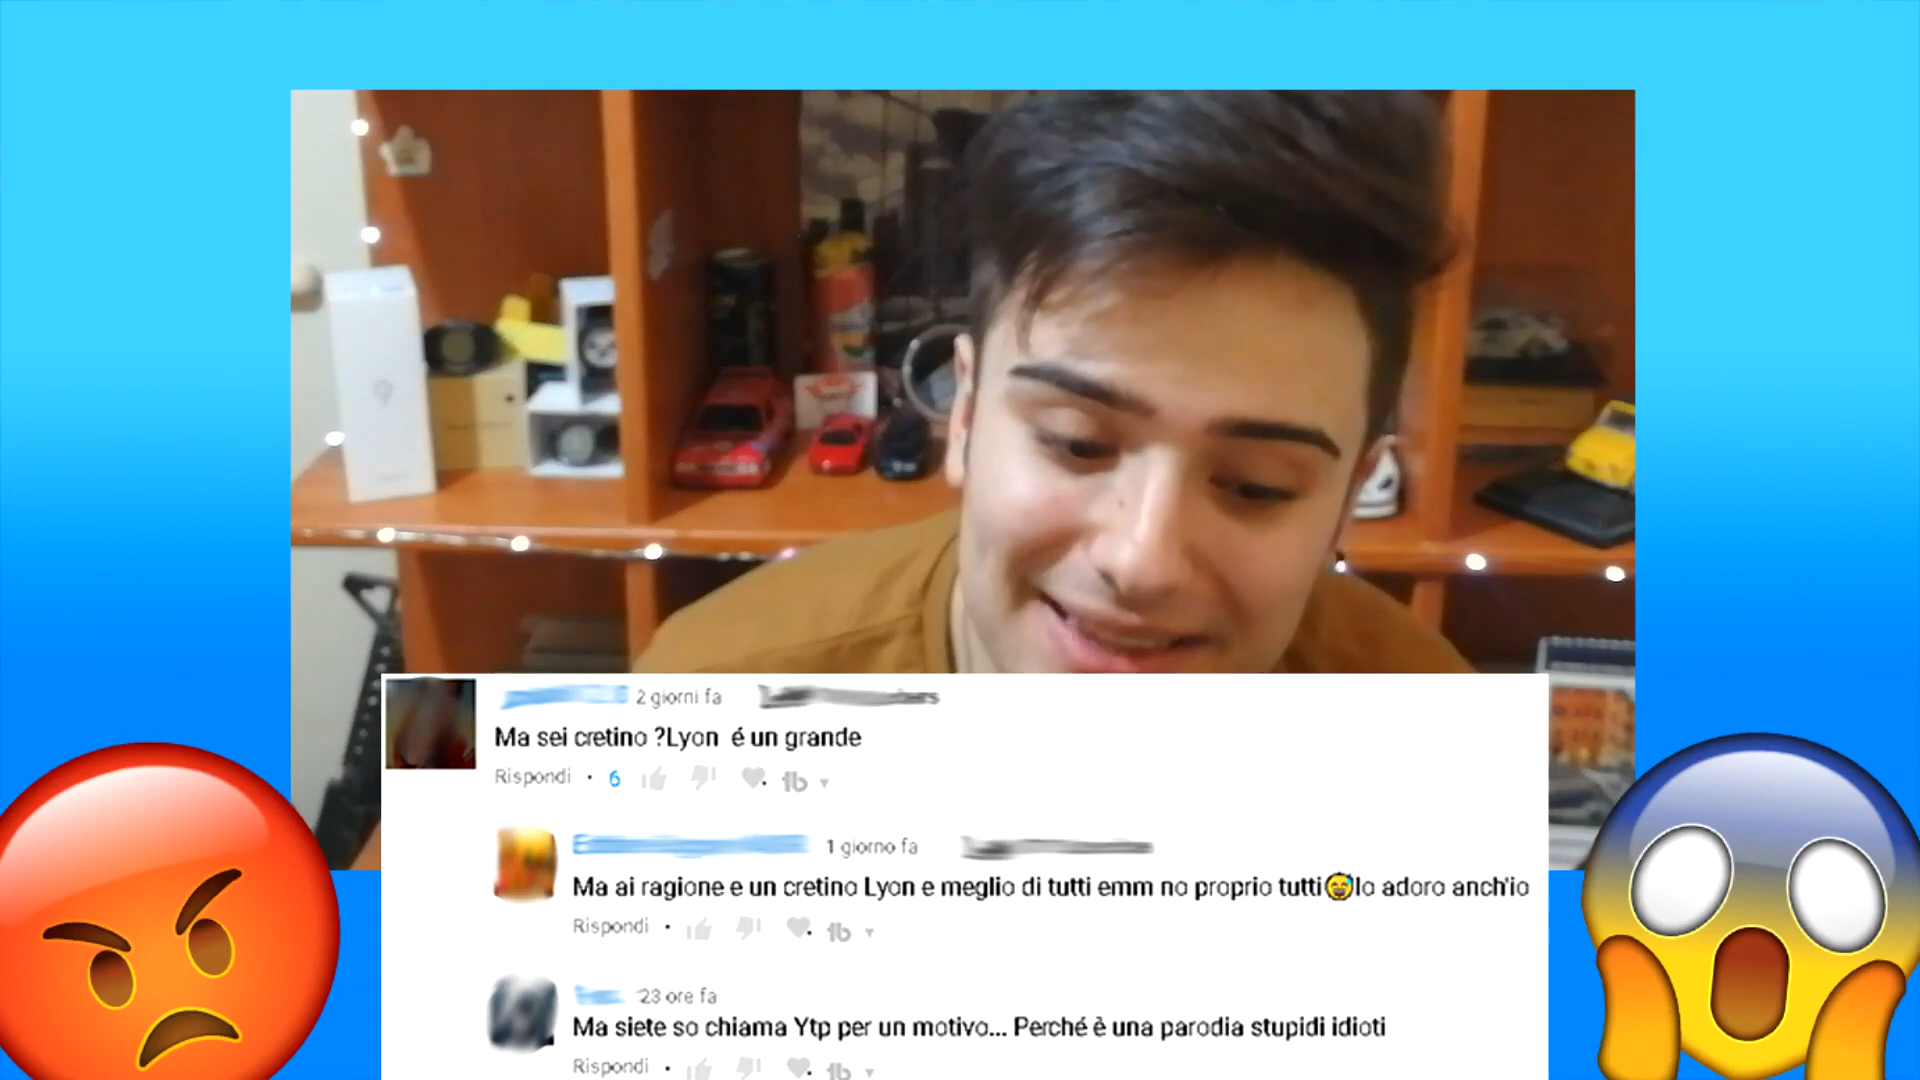 2 giorni fa
Ma sei cretino ?Lyon é un grande
Rispondi • 6
1 giorno fa
Ma ai ragione e un cretino Lyon e meglio di tutti emm no proprio tutti😅lo adoro anch'io
Rispondi •
23 ore fa
Ma siete so chiama Ytp per un motivo... Perché è una parodia stupidi idioti
Rispondi •